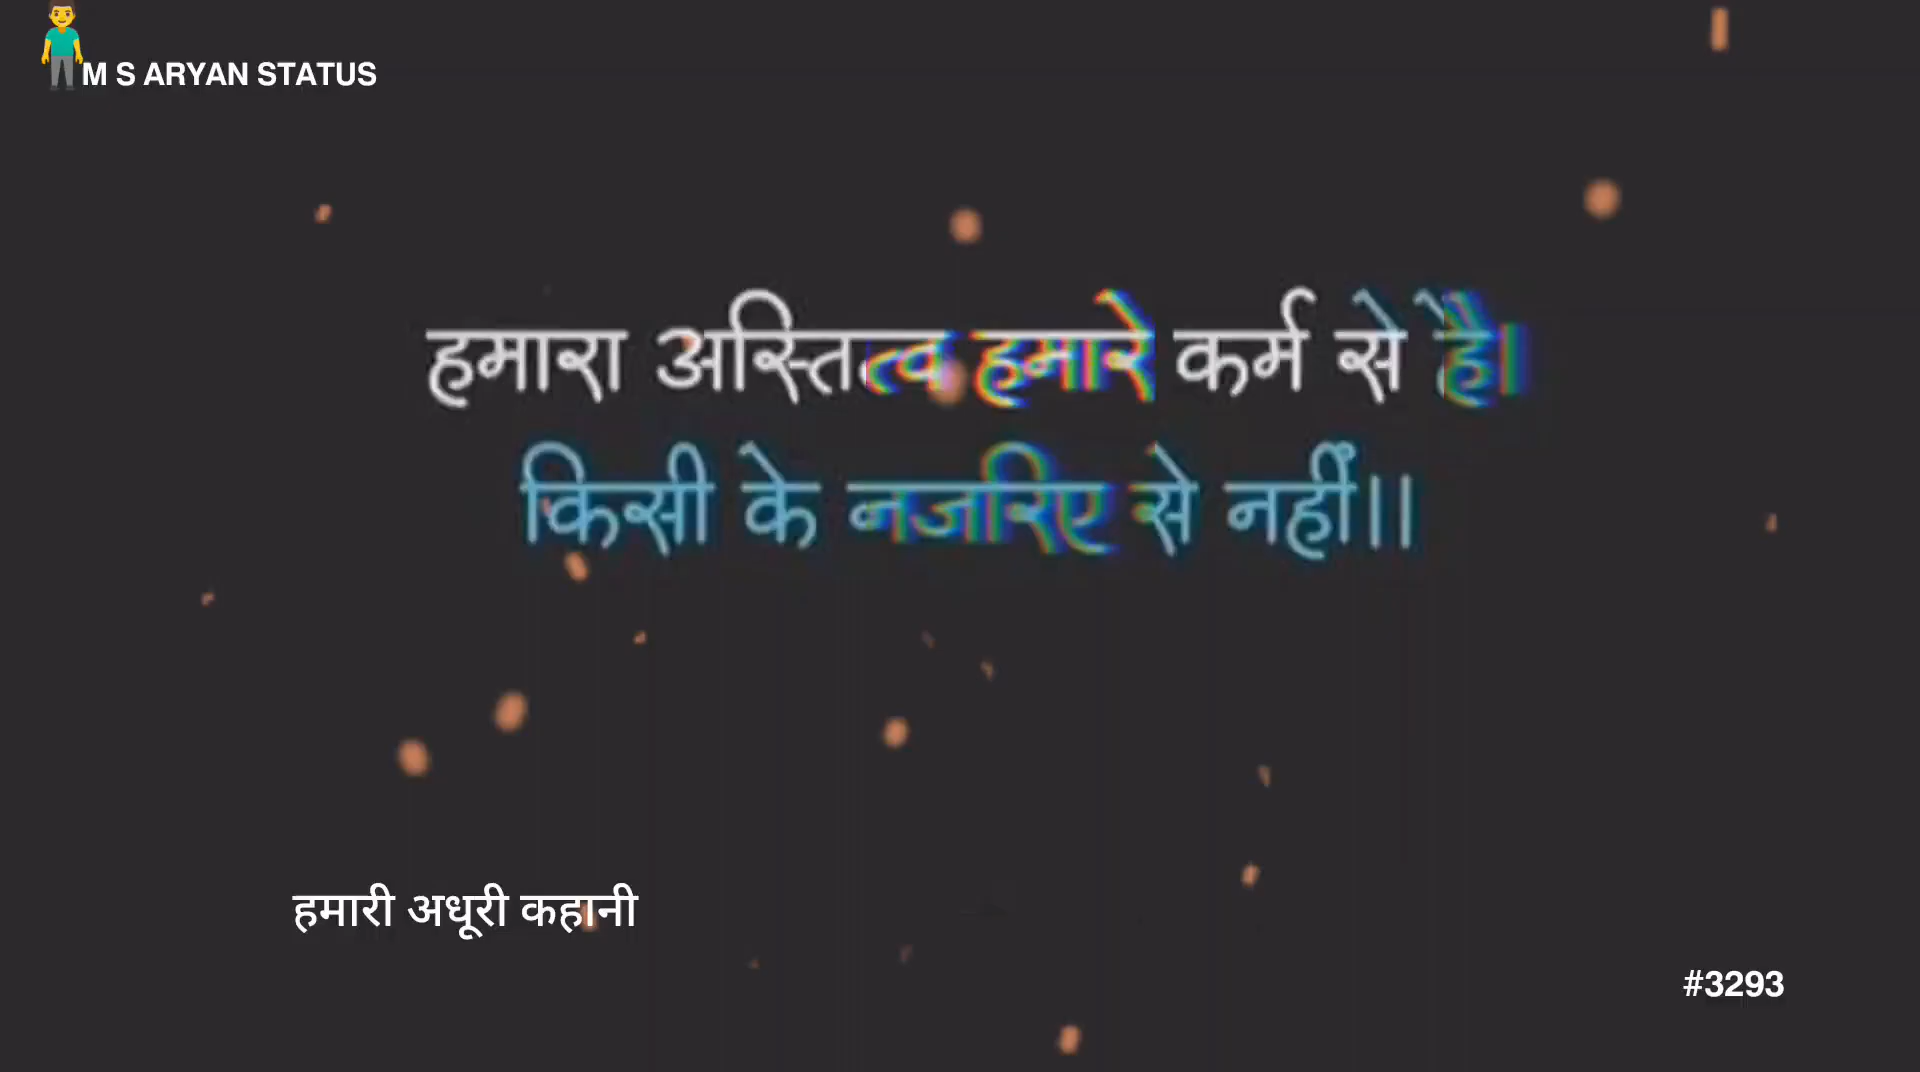 M S ARYAN STATUS
हमारा अस्तित्व हमारे कर्म से है।
किसी के नजरिए से नहीं।।
हमारी अधूरी कहानी
#3293